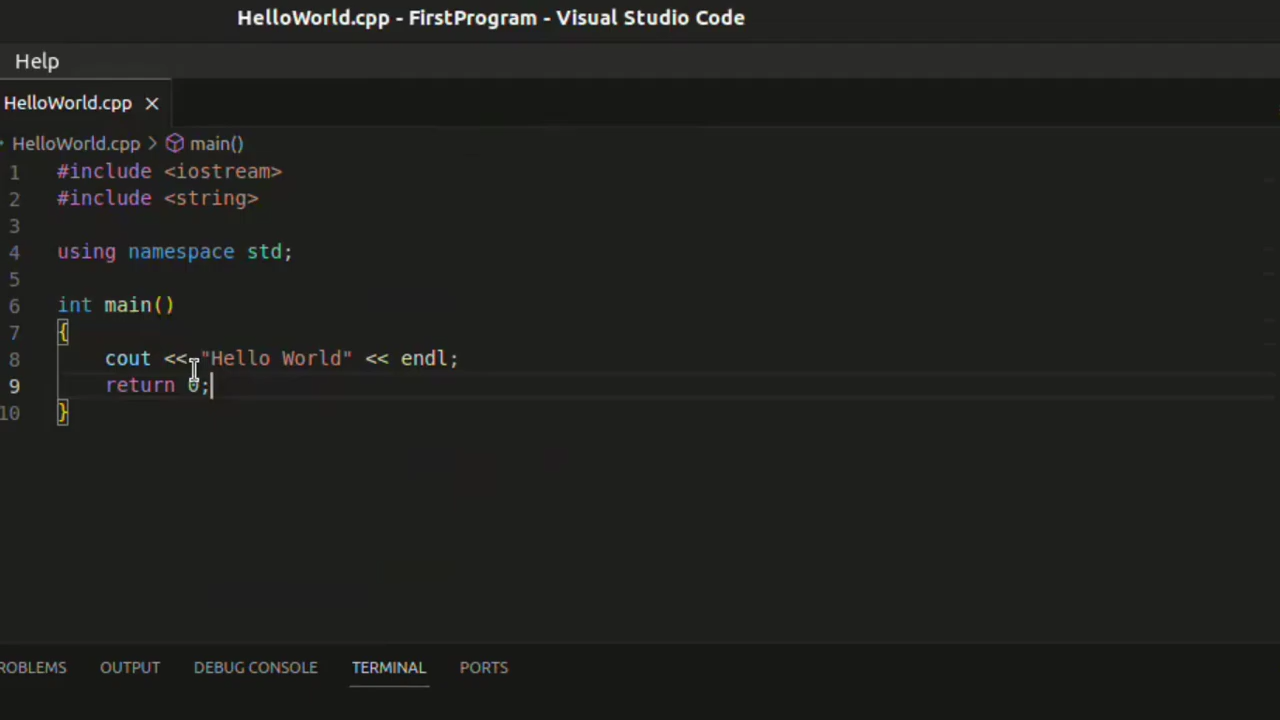 HelloWorld.cpp - FirstProgram - Visual Studio Code
Help
HelloWorld.cpp
HelloWorld.cpp > main()
1 #include <iostream>
2 #include <string>
3
4 using namespace std;
5
6 int main()
7 {
8 cout << "Hello World" << endl;
9 return 0;
10 }
ROBLEMS OUTPUT DEBUG CONSOLE TERMINAL PORTS